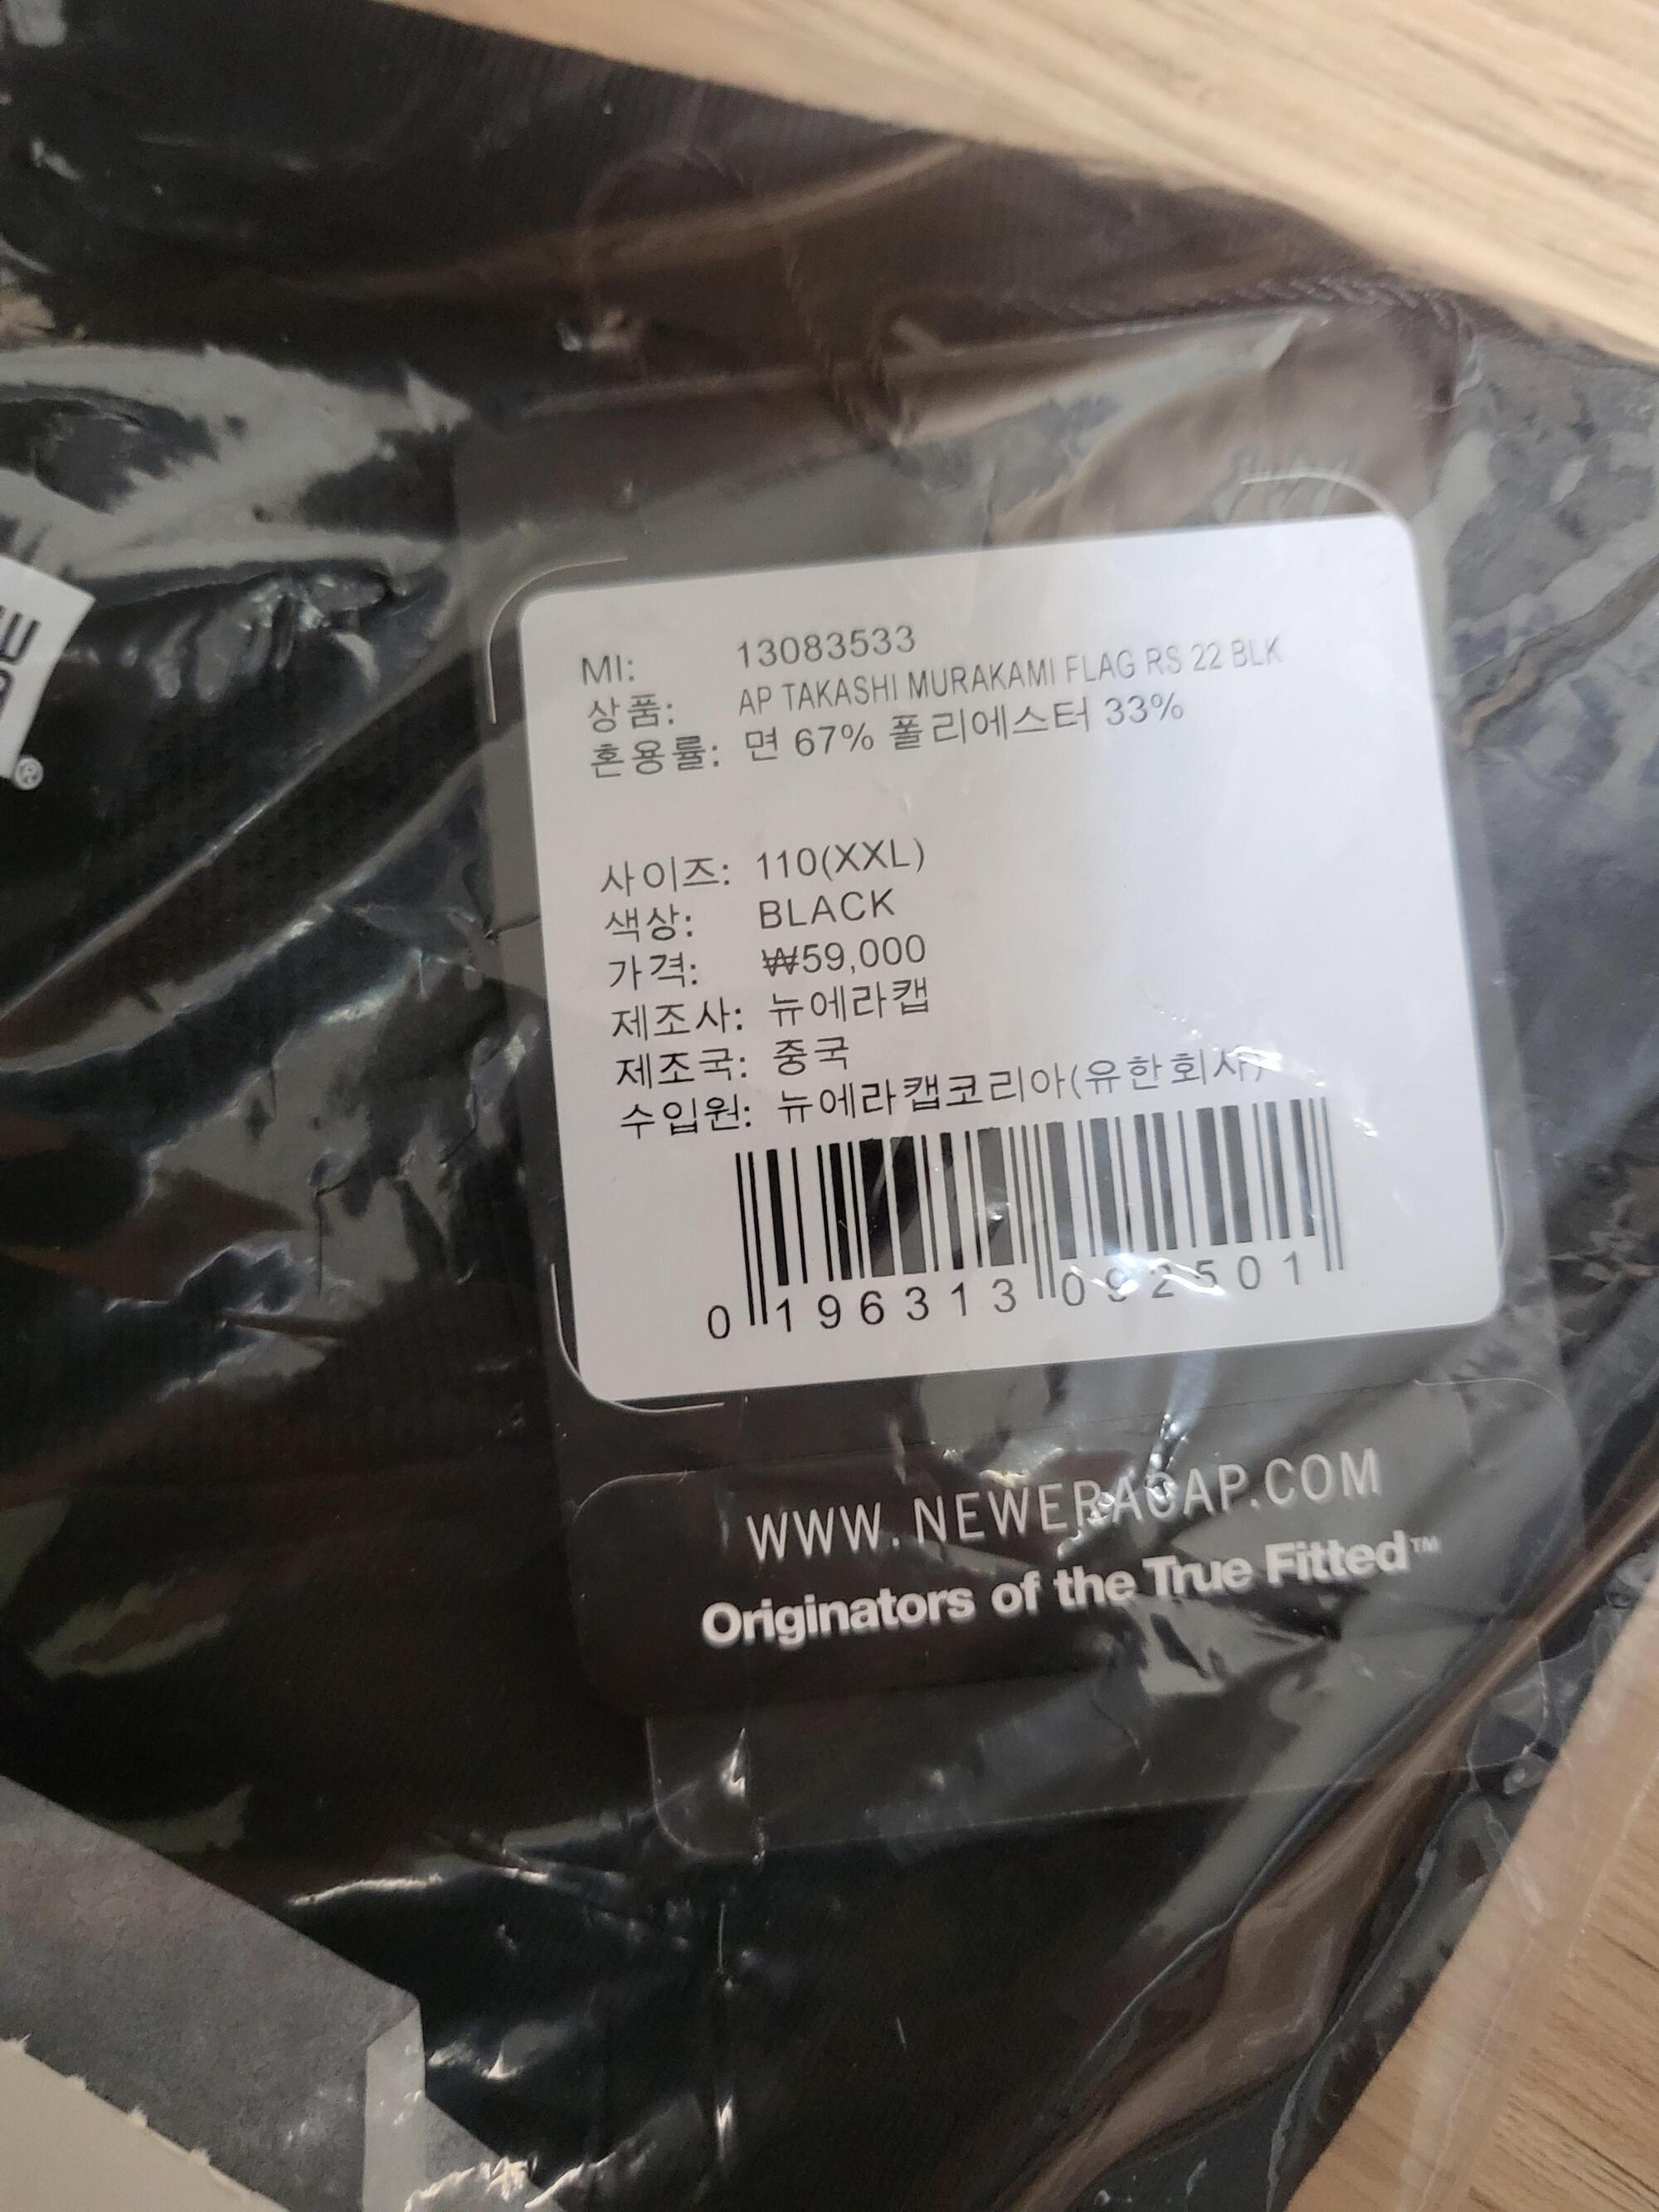 MI: 13083533
상품: AP TAKASHI MURAKAMI FLAG RS 22 BLK
혼용률: 면 67% 폴리에스터 33%
사이즈: 110(XXL)
색상: BLACK
가격: ₩59,000
제조사: 뉴에라캡
제조국: 중국
수입원: 뉴에라캡코리아(유한회사)
0 196313 092501
WWW.NEWERACAP.COM
Originators of the True Fitted™
®